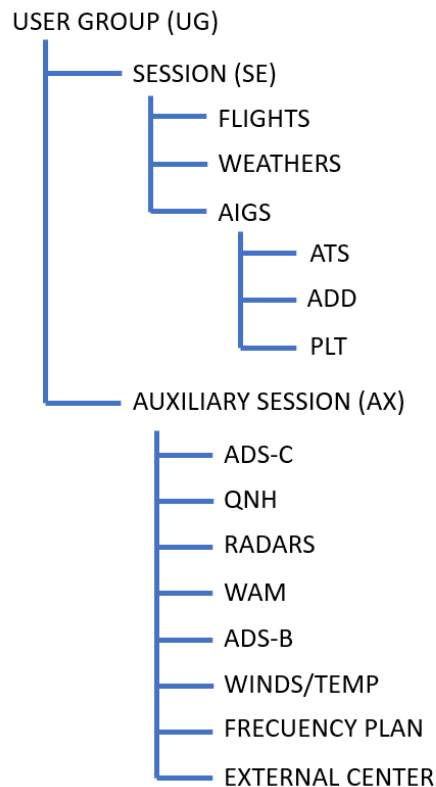 USER GROUP (UG)
SESSION (SE)
FLIGHTS
WEATHERS
AIGS
ATS
ADD
PLT
AUXILIARY SESSION (AX)
ADS-C
QNH
RADARS
WAM
ADS-B
WINDS/TEMP
FRECUENCY PLAN
EXTERNAL CENTER